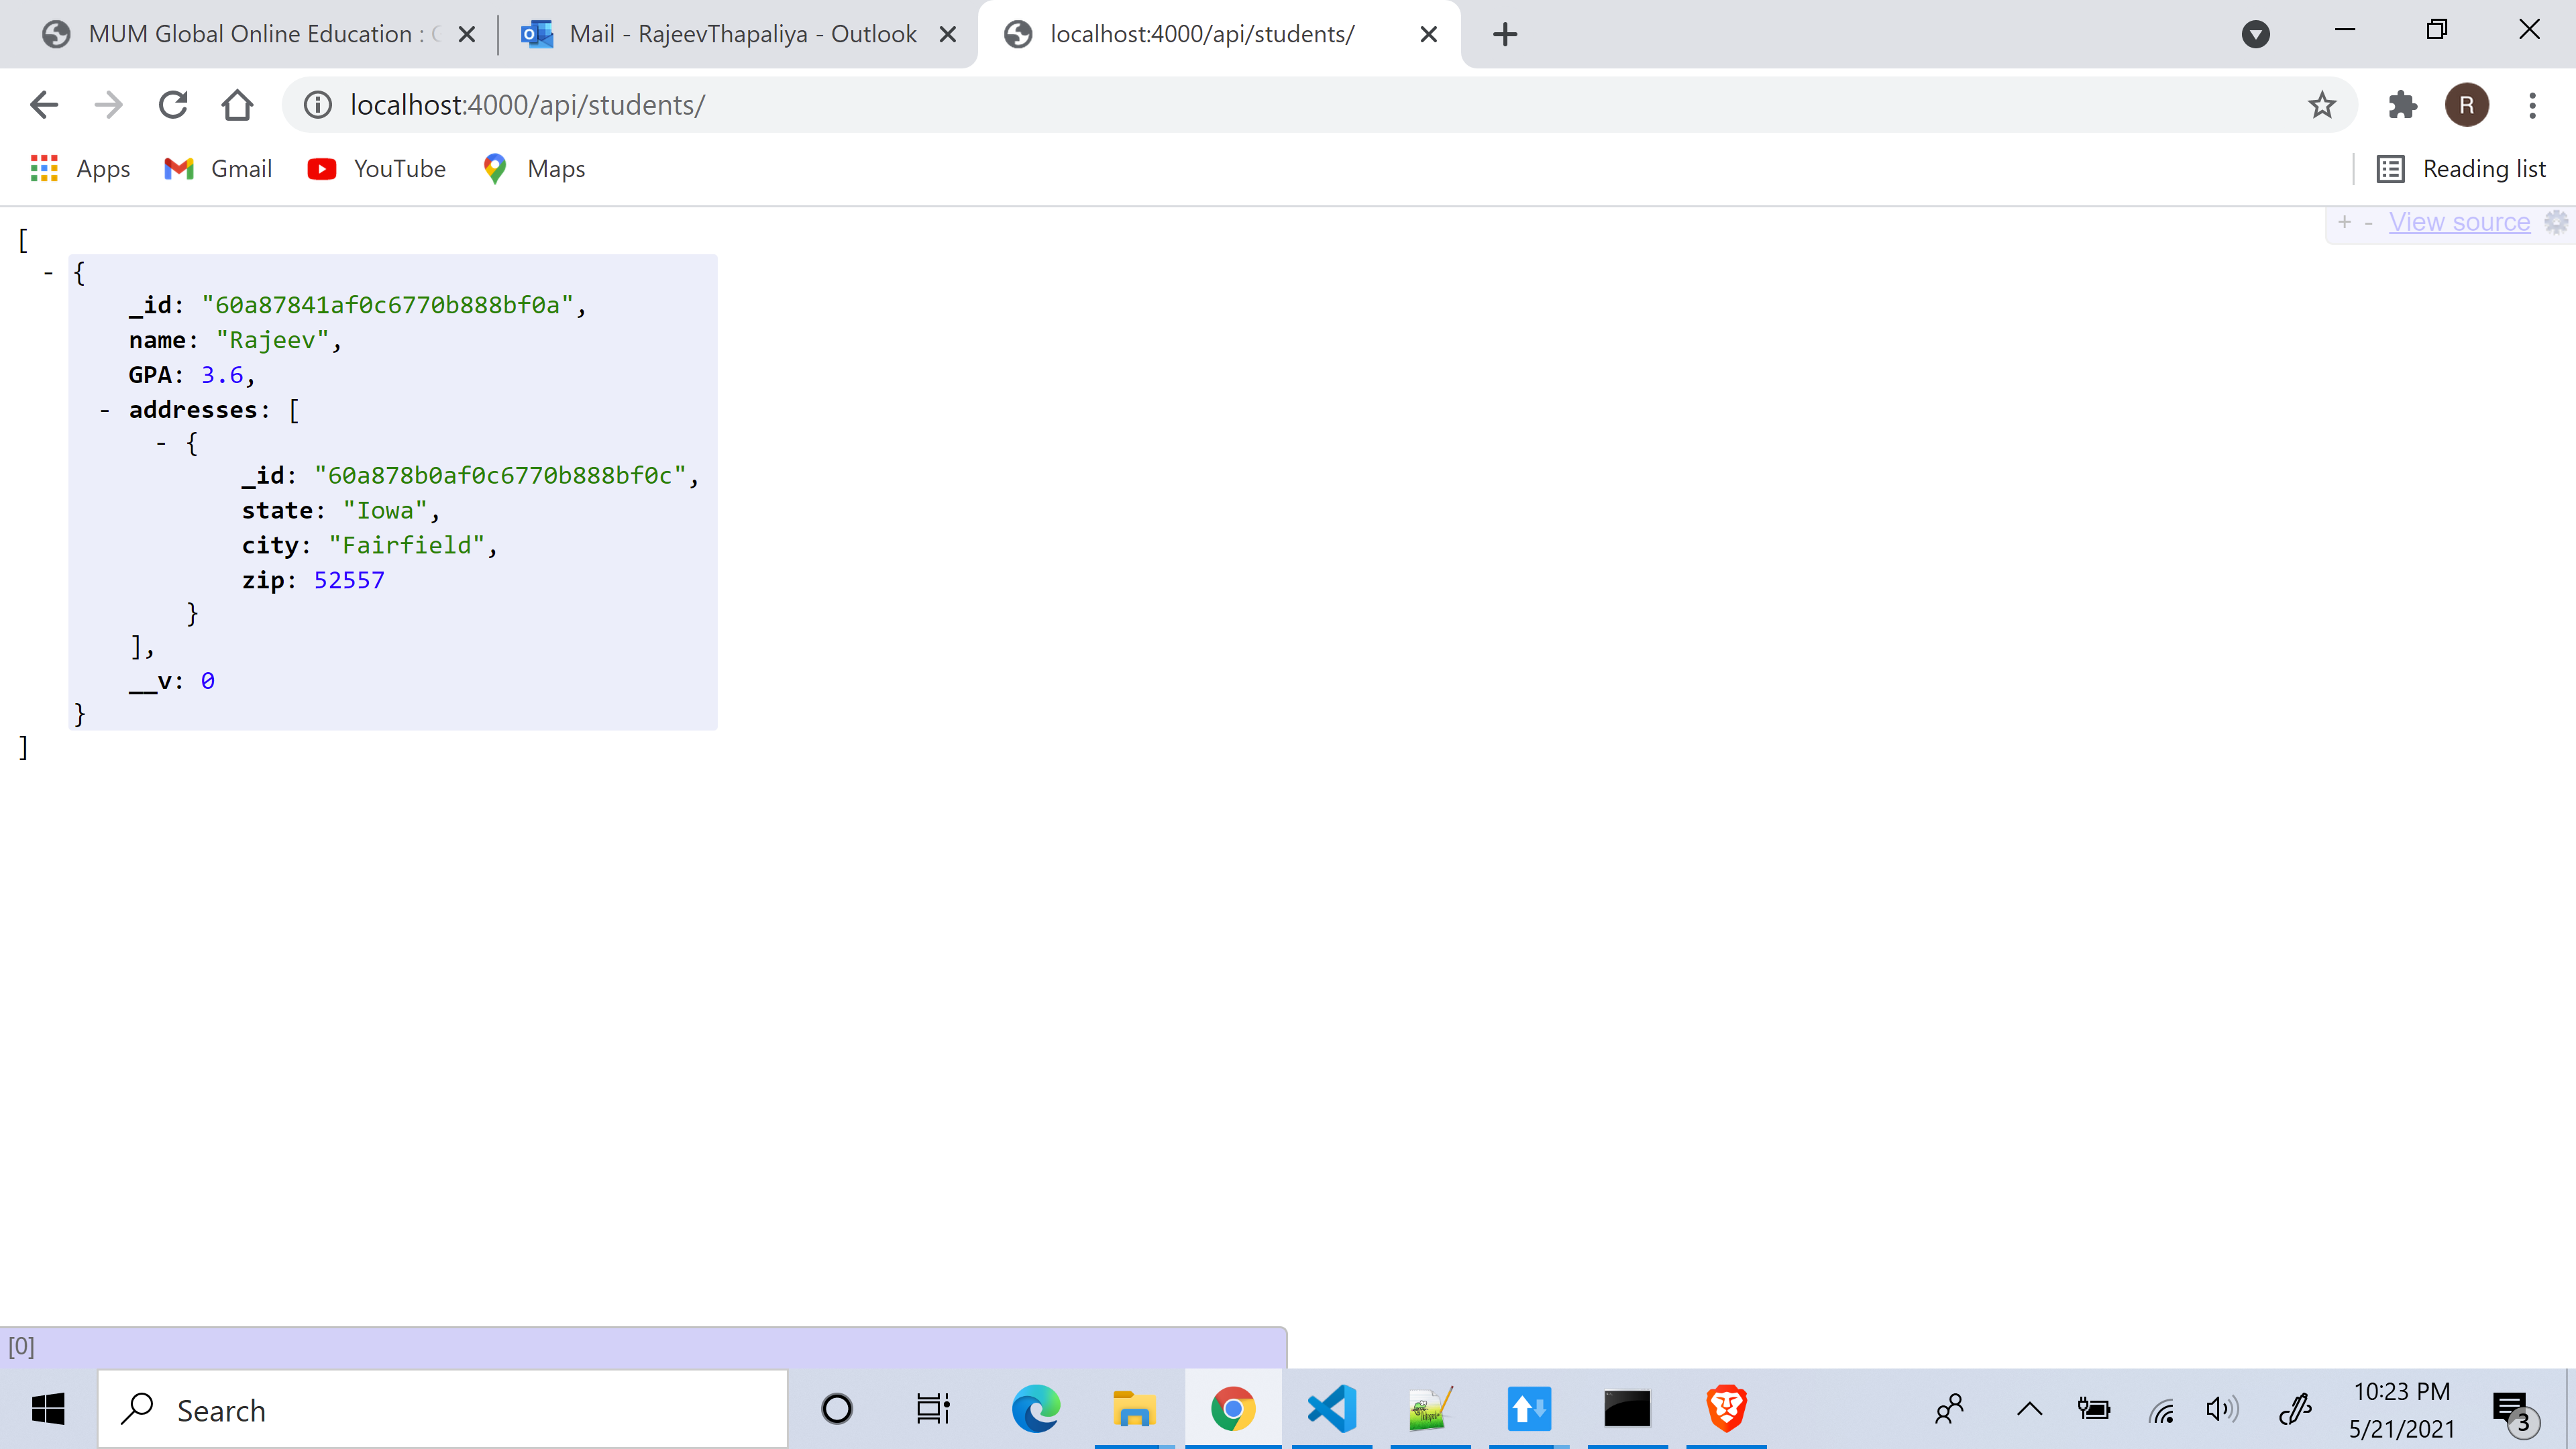 MUM Global Online Education :
Mail - RajeevThapaliya - Outlook
localhost:4000/api/students/
localhost:4000/api/students/
R
Apps
Gmail
YouTube
Maps
Reading list
+ - View source
[
- {
_id: "60a87841af0c6770b888bf0a",
name: "Rajeev",
GPA: 3.6,
- addresses: [
- {
_id: "60a878b0af0c6770b888bf0c",
state: "Iowa",
city: "Fairfield",
zip: 52557
}
],
__v: 0
}
]
[0]
Search
10:23 PM
5/21/2021
3